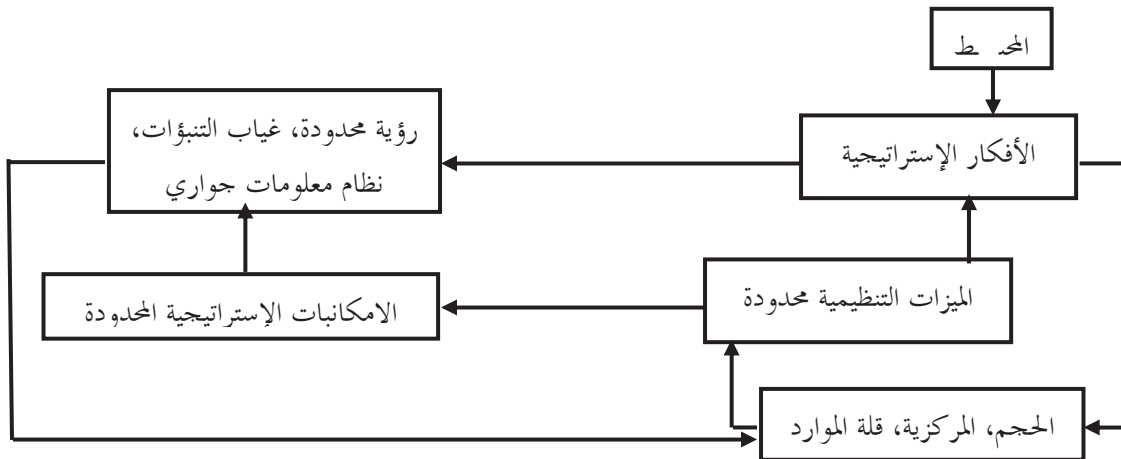 المحـ ـط
الأفكار الإستراتيجية
رؤية محدودة، غياب التنبؤات،
نظام معلومات جواري
الميزات التنظيمية محدودة
الامكانيات الإستراتيجية المحدودة
الحجم، المركزية، قلة الموارد